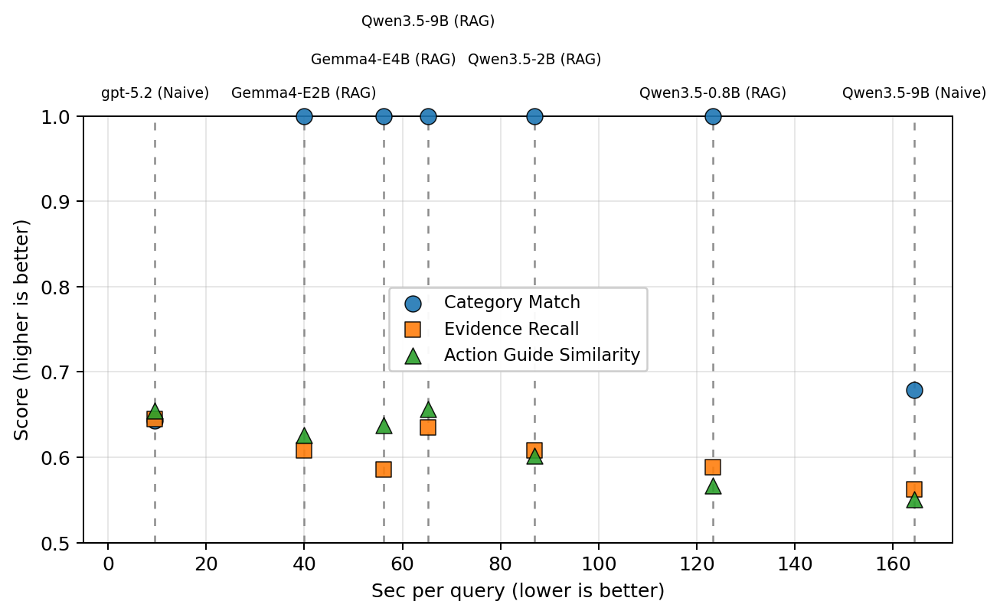 Qwen3.5-9B (RAG)
Gemma4-E4B (RAG) Qwen3.5-2B (RAG)
gpt-5.2 (Naive) Gemma4-E2B (RAG) Qwen3.5-0.8B (RAG) Qwen3.5-9B (Naive)
1.0
0.9
0.8
0.7
0.6
0.5
Score (higher is better)
Category Match
Evidence Recall
Action Guide Similarity
0 20 40 60 80 100 120 140 160
Sec per query (lower is better)